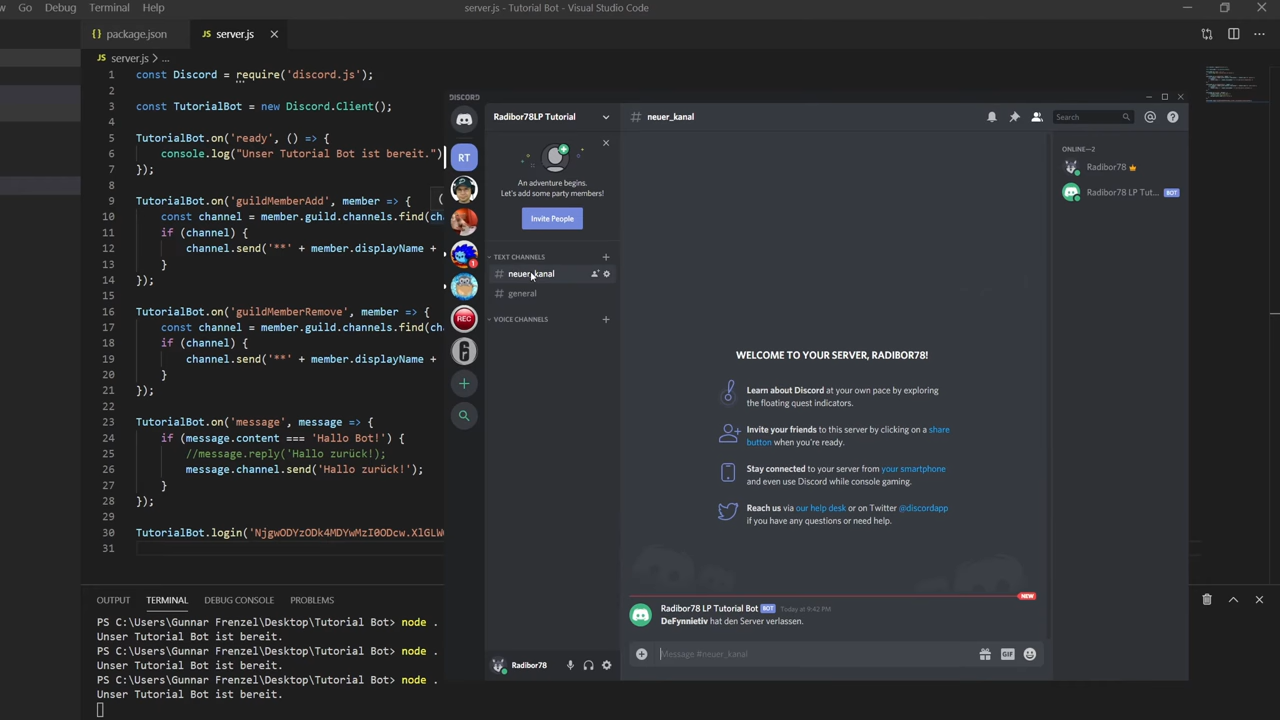 Go Debug Terminal Help
server.js - Tutorial Bot - Visual Studio Code
{} package.json
JS server.js
JS server.js > ...
1 const Discord = require('discord.js');
2
3 const TutorialBot = new Discord.Client();
4
5 TutorialBot.on('ready', () => {
6 console.log("Unser Tutorial Bot ist bereit.")
7 });
8
9 TutorialBot.on('guildMemberAdd', member => {
10 const channel = member.guild.channels.find(
11 if (channel) {
12 channel.send('**' + member.displayName +
13 }
14 });
15
16 TutorialBot.on('guildMemberRemove', member => {
17 const channel = member.guild.channels.find(
18 if (channel) {
19 channel.send('**' + member.displayName +
20 }
21 });
22
23 TutorialBot.on('message', message => {
24 if (message.content === 'Hallo Bot!') {
25 //message.reply('Hallo zurück!);
26 message.channel.send('Hallo zurück!');
27 }
28 });
29
30 TutorialBot.login('
31
OUTPUT TERMINAL DEBUG CONSOLE PROBLEMS
PS C:\Users\Gunnar Frenzel\Desktop\Tutorial Bot> node .
Unser Tutorial Bot ist bereit.
PS C:\Users\Gunnar Frenzel\Desktop\Tutorial Bot> node .
Unser Tutorial Bot ist bereit.
PS C:\Users\Gunnar Frenzel\Desktop\Tutorial Bot> node .
Unser Tutorial Bot ist bereit.
DISCORD
RT
1
REC
Radibor78LP Tutorial
An adventure begins.
Let's add some party members!
Invite People
TEXT CHANNELS
# neuer_kanal
# general
VOICE CHANNELS
Radibor78
# neuer_kanal
Search
WELCOME TO YOUR SERVER, RADIBOR78!
Learn about Discord at your own pace by exploring
the floating quest indicators.
Invite your friends to this server by clicking on a share
button when you're ready.
Stay connected to your server from your smartphone
and even use Discord while console gaming.
Reach us via our help desk or on Twitter @discordapp
if you have any questions or need help.
NEW
Radibor78 LP Tutorial Bot BOT Today at 9:42 PM
DeFynnietiv hat den Server verlassen.
Message #neuer_kanal
GIF
ONLINE—2
Radibor78
Radibor78 LP Tut... BOT